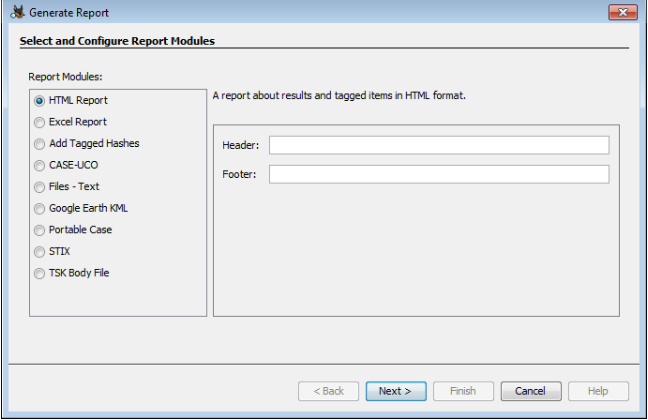 Generate Report
Select and Configure Report Modules
Report Modules:
HTML Report
Excel Report
Add Tagged Hashes
CASE-UCO
Files - Text
Google Earth KML
Portable Case
STIX
TSK Body File
A report about results and tagged items in HTML format.
Header:
Footer:
< Back
Next >
Finish
Cancel
Help